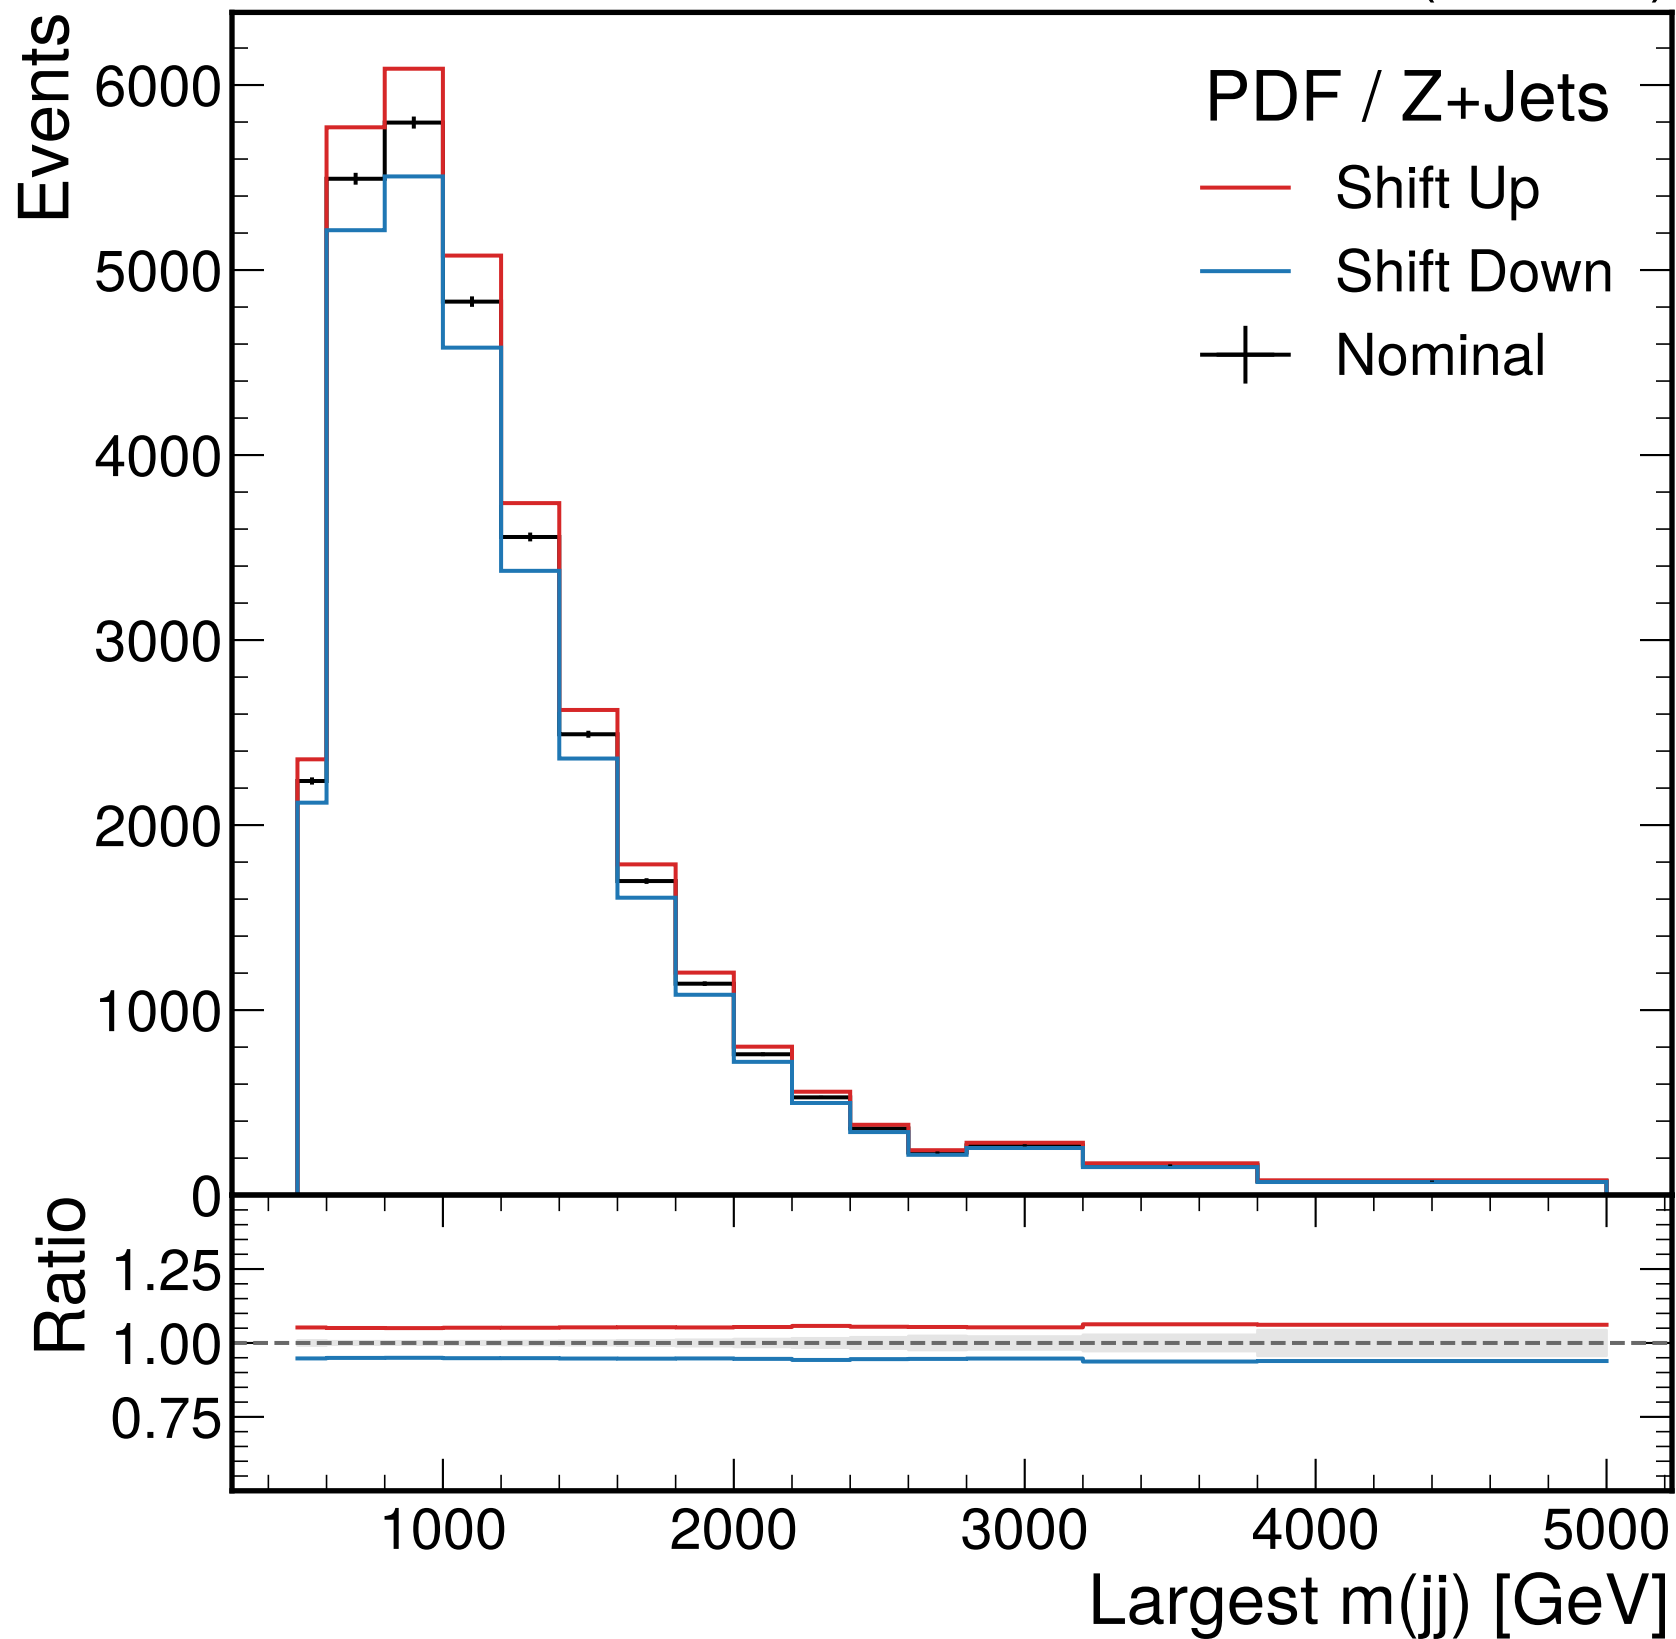 Events
6000
5000
4000
3000
2000
1000
0
PDF / Z+Jets
Shift Up
Shift Down
Nominal
Ratio
1.25
1.00
0.75
1000 2000 3000 4000 5000
Largest m(jj) [GeV]